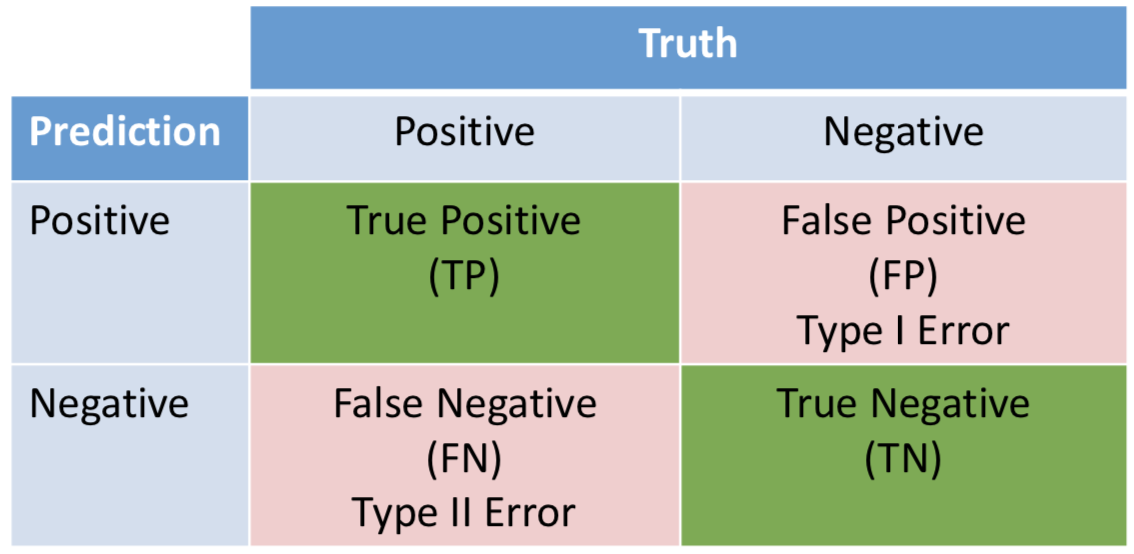 Truth
Prediction
Positive
Negative
Positive
True Positive
(TP)
False Positive
(FP)
Type I Error
Negative
False Negative
(FN)
Type II Error
True Negative
(TN)